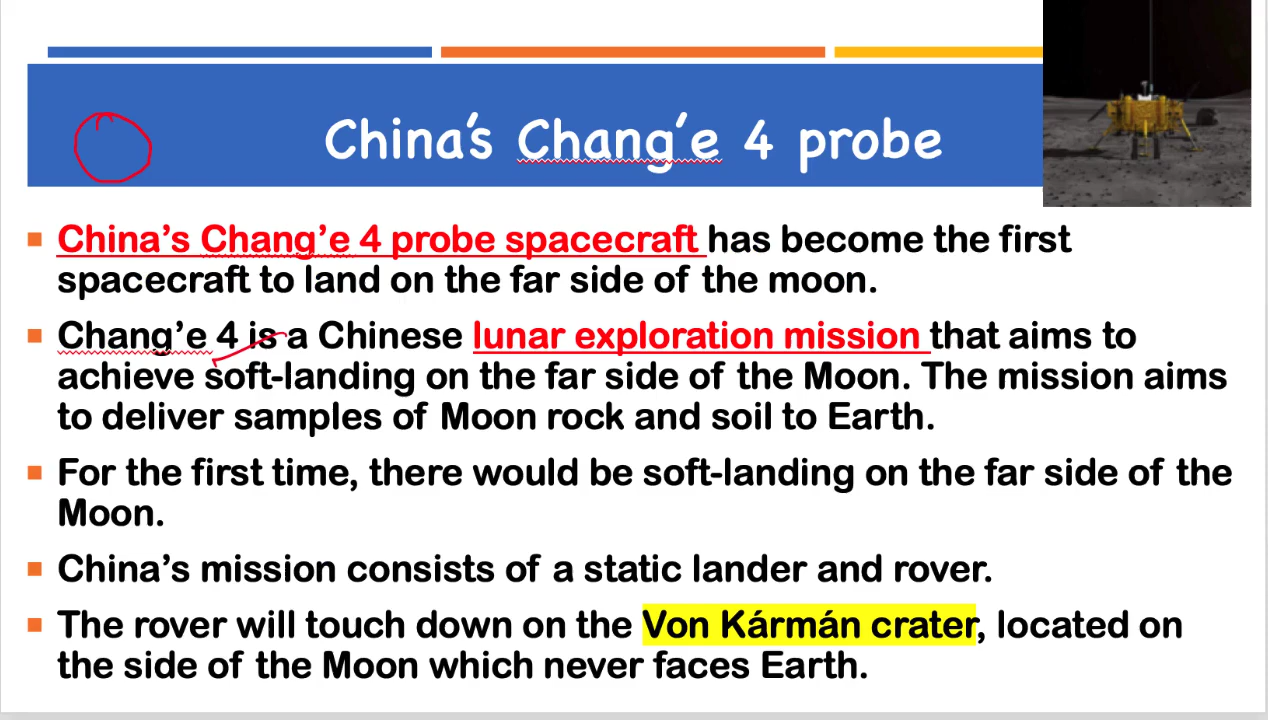 China's Chang'e 4 probe
China's Chang'e 4 probe spacecraft has become the first
spacecraft to land on the far side of the moon.
Chang'e 4 is a Chinese lunar exploration mission that aims to
achieve soft-landing on the far side of the Moon. The mission aims
to deliver samples of Moon rock and soil to Earth.
For the first time, there would be soft-landing on the far side of the
Moon.
China's mission consists of a static lander and rover.
The rover will touch down on the Von Kármán crater, located on
the side of the Moon which never faces Earth.